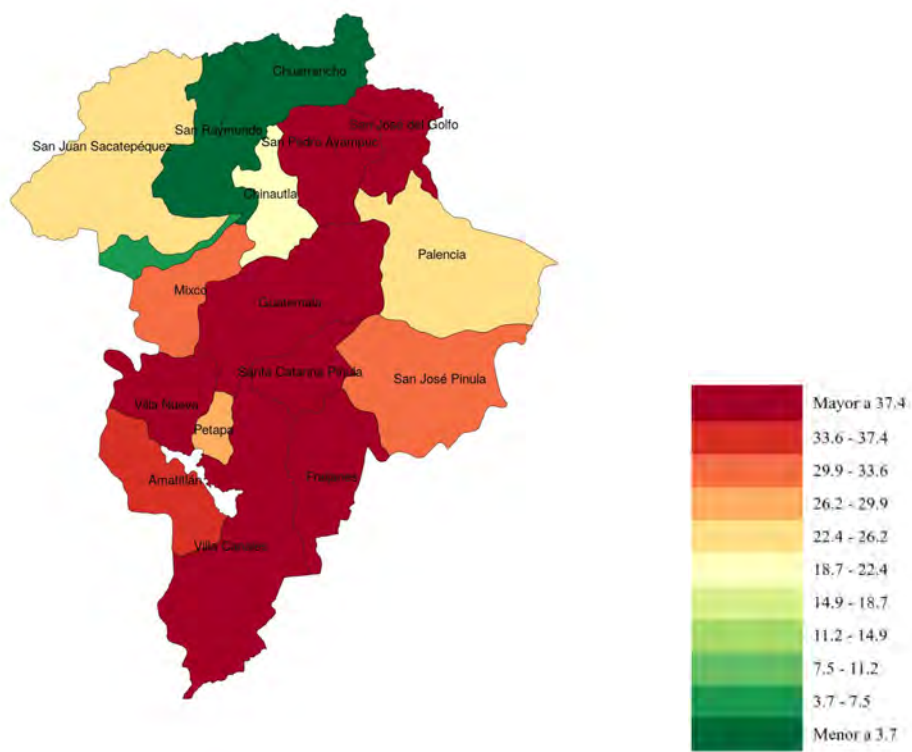 Chuarrancho
San José del Golfo
San Raymundo
San Pedro Ayampuc
San Juan Sacatepéquez
Chinautla
Palencia
Mixco
Guatemala
Santa Catarina Pinula
San José Pinula
Villa Nueva
Petapa
Fraijanes
Amatitlán
Villa Canales
Mayor a 37.4
33.6 - 37.4
29.9 - 33.6
26.2 - 29.9
22.4 - 26.2
18.7 - 22.4
14.9 - 18.7
11.2 - 14.9
7.5 - 11.2
3.7 - 7.5
Menor a 3.7